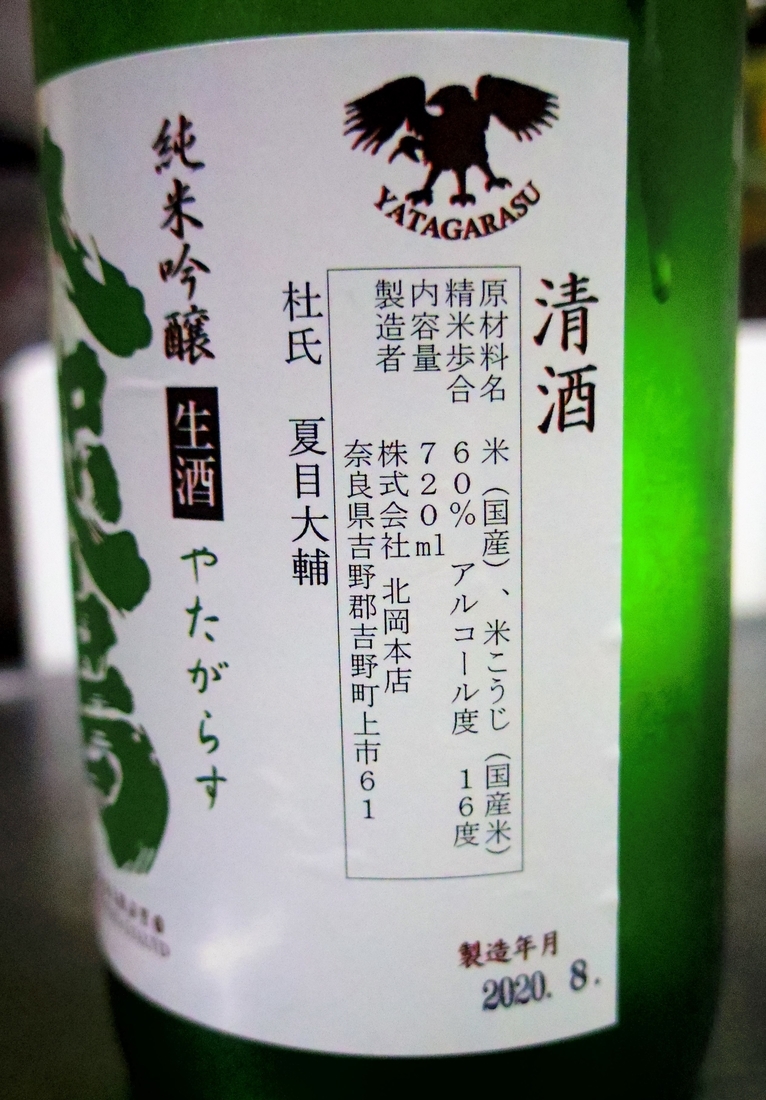 YATAGARASU
清酒
原材料名 米（国産）、米こうじ（国産米）
精米歩合 60% アルコール度 16度
内容量 720ml
製造者 株式会社 北岡本店
奈良県吉野郡吉野町上市61
杜氏 夏目大輔
純米吟醸 生酒 やたがらす
製造年月
2020. 8.